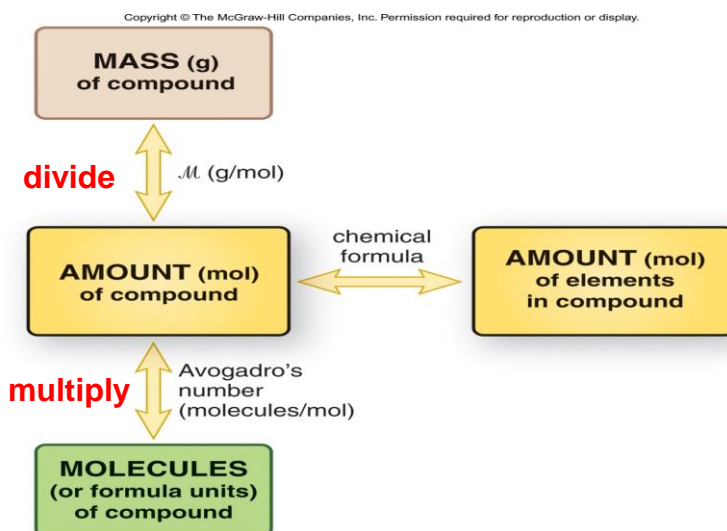 Copyright © The McGraw-Hill Companies, Inc. Permission required for reproduction or display.
MASS (g)
of compound
divide
ℳ (g/mol)
chemical
formula
AMOUNT (mol)
of compound
AMOUNT (mol)
of elements
in compound
multiply
Avogadro's
number
(molecules/mol)
MOLECULES
(or formula units)
of compound